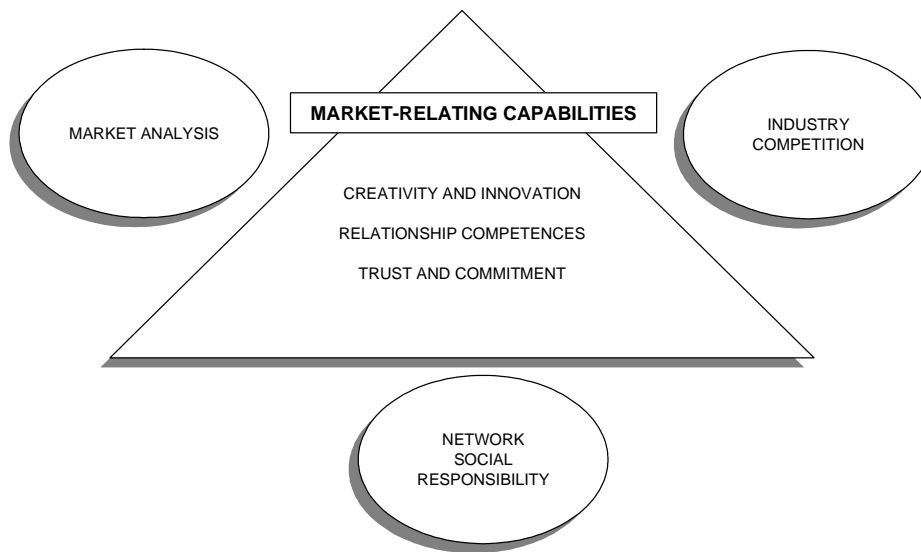 MARKET-RELATING CAPABILITIES
MARKET ANALYSIS
INDUSTRY
COMPETITION
CREATIVITY AND INNOVATION
RELATIONSHIP COMPETENCES
TRUST AND COMMITMENT
NETWORK
SOCIAL
RESPONSIBILITY